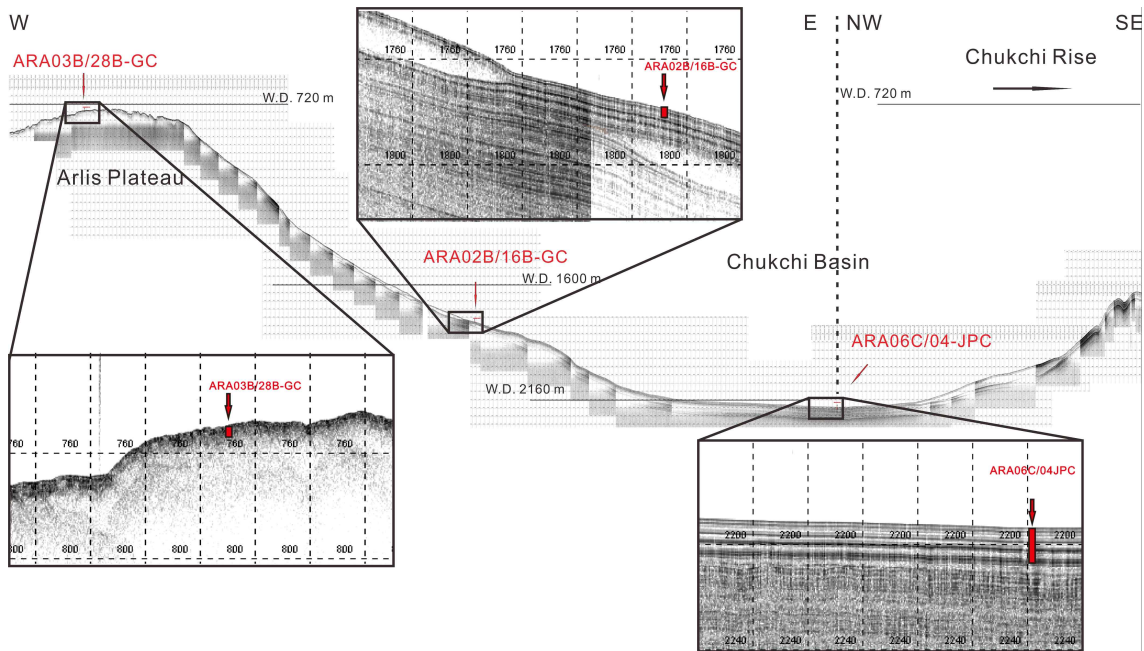 W
E
NW
SE
ARA03B/28B-GC
W.D. 720 m
Arlis Plateau
1760 1760 1760 1760 1760 1760
ARA02B/16B-GC
1800 1800 1800 1800 1800 1800
Chukchi Rise
W.D. 720 m
ARA02B/16B-GC
W.D. 1600 m
Chukchi Basin
ARA06C/04-JPC
W.D. 2160 m
ARA03B/28B-GC
760 760 760 760 760 760 760
800 800 800 800 800 800 800
ARA06C/04JPC
2200 2200 2200 2200 2200 2200 2200
2240 2240 2240 2240 2240 2240 2240